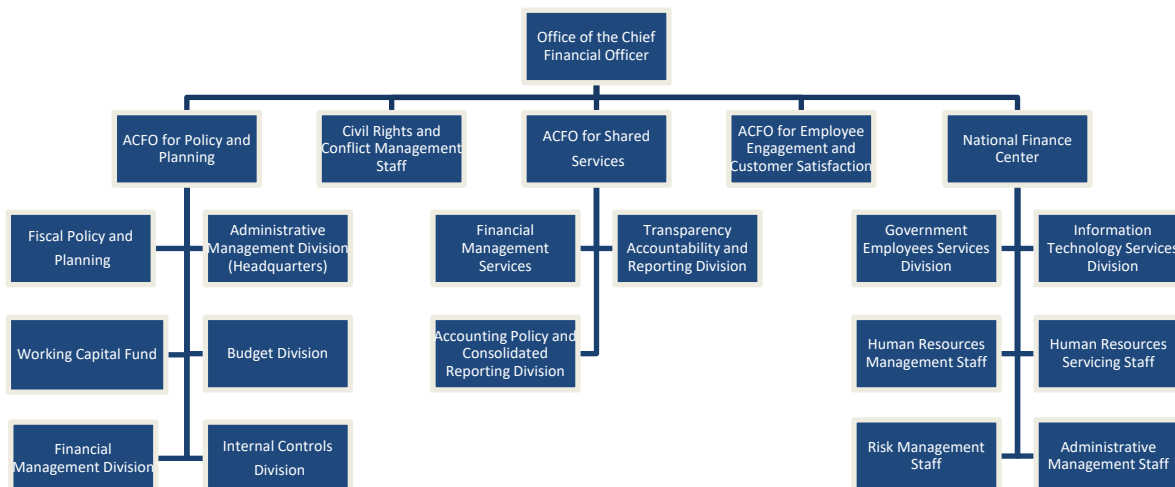 Office of the Chief
Financial Officer
ACFO for Policy and
Planning
Civil Rights and
Conflict Management
Staff
ACFO for Shared
Services
ACFO for Employee
Engagement and
Customer Satisfaction
National Finance
Center
Fiscal Policy and
Planning
Administrative
Management Division
(Headquarters)
Financial
Management
Services
Transparency
Accountability and
Reporting Division
Government
Employees Services
Division
Information
Technology Services
Division
Working Capital Fund
Budget Division
Accounting Policy and
Consolidated
Reporting Division
Human Resources
Management Staff
Human Resources
Servicing Staff
Financial
Management Division
Internal Controls
Division
Risk Management
Staff
Administrative
Management Staff